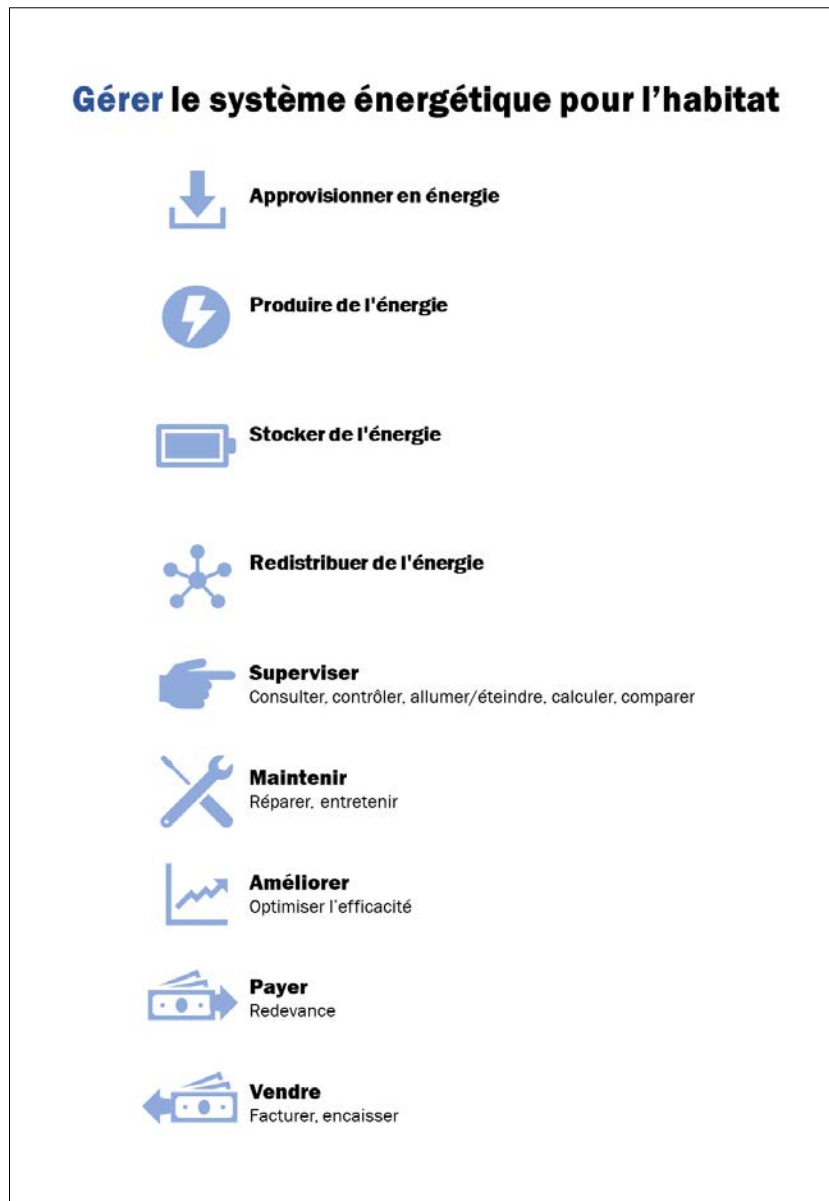 Gérer le système énergétique pour l’habitat
Approvisionner en énergie
Produire de l'énergie
Stocker de l'énergie
Redistribuer de l'énergie
Superviser
Consulter, contrôler, allumer/éteindre, calculer, comparer
Maintenir
Réparer, entretenir
Améliorer
Optimiser l’efficacité
Payer
Redevance
Vendre
Facturer, encaisser